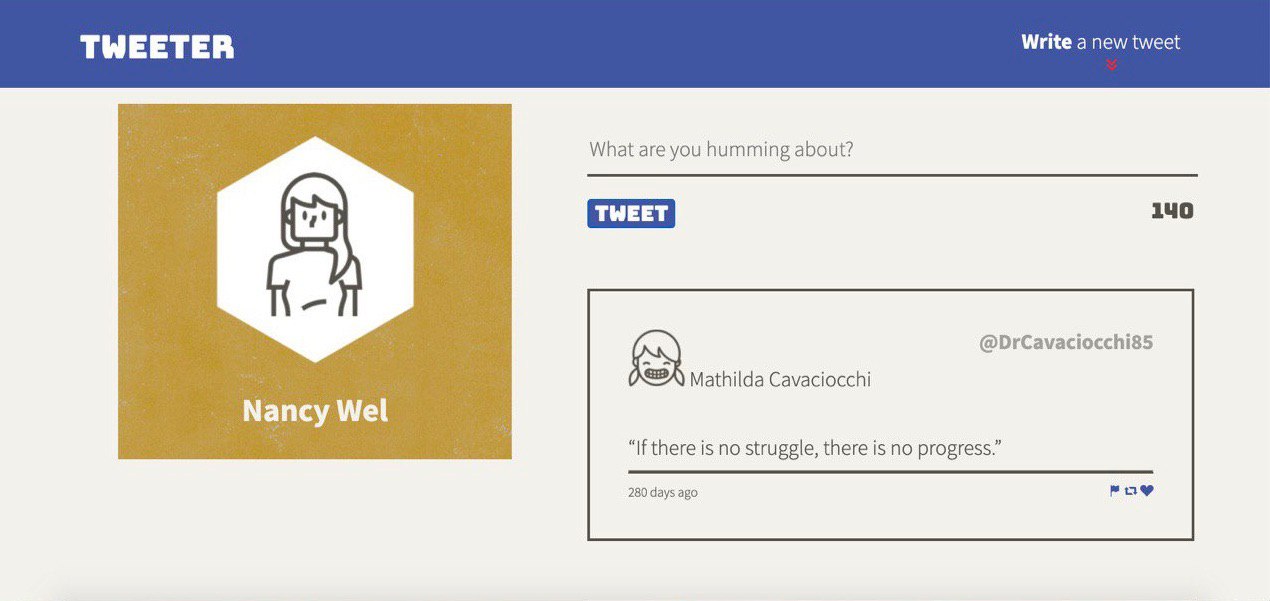 TWEETER
Write a new tweet
Nancy Wel
What are you humming about?
TWEET
140
Mathilda Cavaciocchi
@DrCavaciocchi85
“If there is no struggle, there is no progress.”
280 days ago